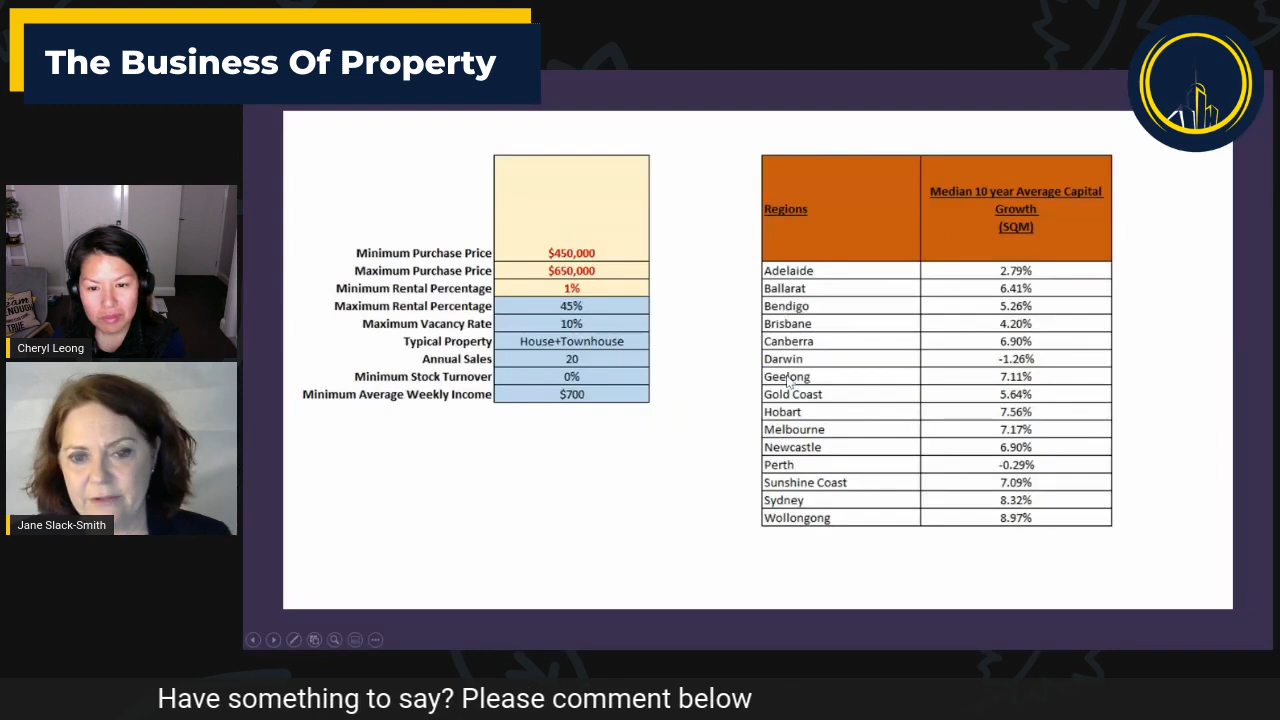 The Business Of Property
Minimum Purchase Price $450,000
Maximum Purchase Price $650,000
Minimum Rental Percentage 1%
Maximum Rental Percentage 45%
Maximum Vacancy Rate 10%
Typical Property House+Townhouse
Annual Sales 20
Minimum Stock Turnover 0%
Minimum Average Weekly Income $700
Regions
Median 10 year Average Capital
Growth
(SQM)
Adelaide 2.79%
Ballarat 6.41%
Bendigo 5.26%
Brisbane 4.20%
Canberra 6.90%
Darwin -1.26%
Geelong 7.11%
Gold Coast 5.64%
Hobart 7.56%
Melbourne 7.17%
Newcastle 6.90%
Perth -0.29%
Sunshine Coast 7.09%
Sydney 8.32%
Wollongong 8.97%
Cheryl Leong
Jane Slack-Smith
Have something to say? Please comment below